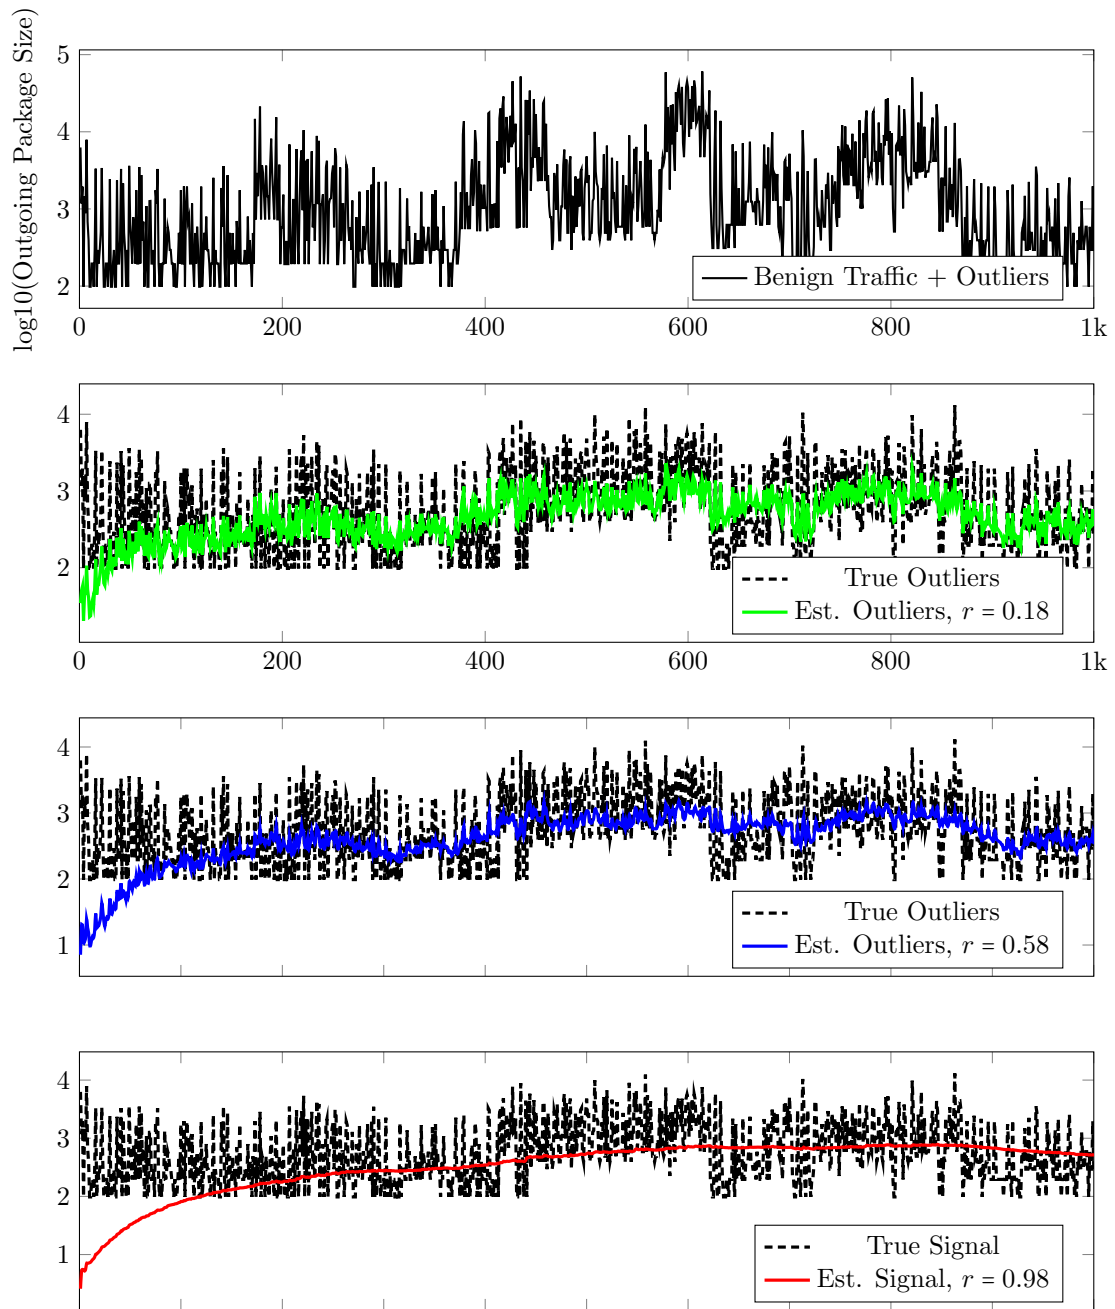 log10(Outgoing Package Size)
5
4
3
2
Benign Traffic + Outliers
0 200 400 600 800 1k
4
3
2
True Outliers
Est. Outliers, r = 0.18
0 200 400 600 800 1k
4
3
2
1
True Outliers
Est. Outliers, r = 0.58
4
3
2
1
True Signal
Est. Signal, r = 0.98